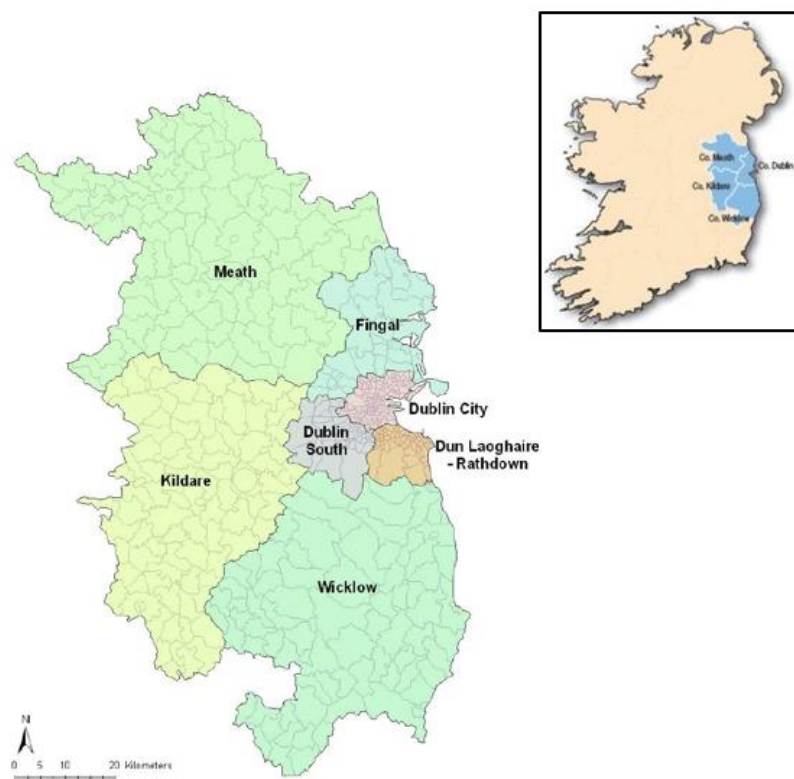 Co. Meath
Co. Dublin
Co. Kildare
Co. Wicklow
Meath
Fingal
Dublin City
Dublin
South
Dun Laoghaire
- Rathdown
Kildare
Wicklow
N
0 5 10 20 Kilometers